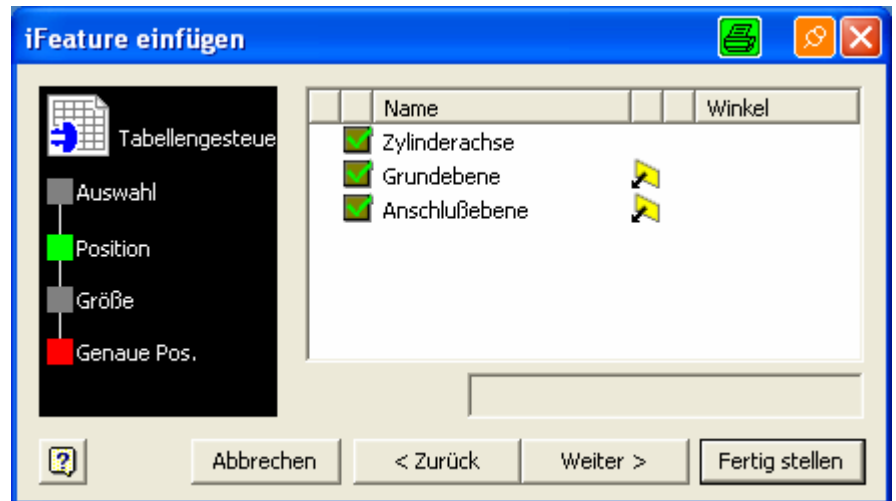 iFeature einfügen
Tabellengesteue
Auswahl
Position
Größe
Genaue Pos.
Name Winkel
Zylinderachse
Grundebene
Anschlußebene
Abbrechen < Zurück Weiter > Fertig stellen